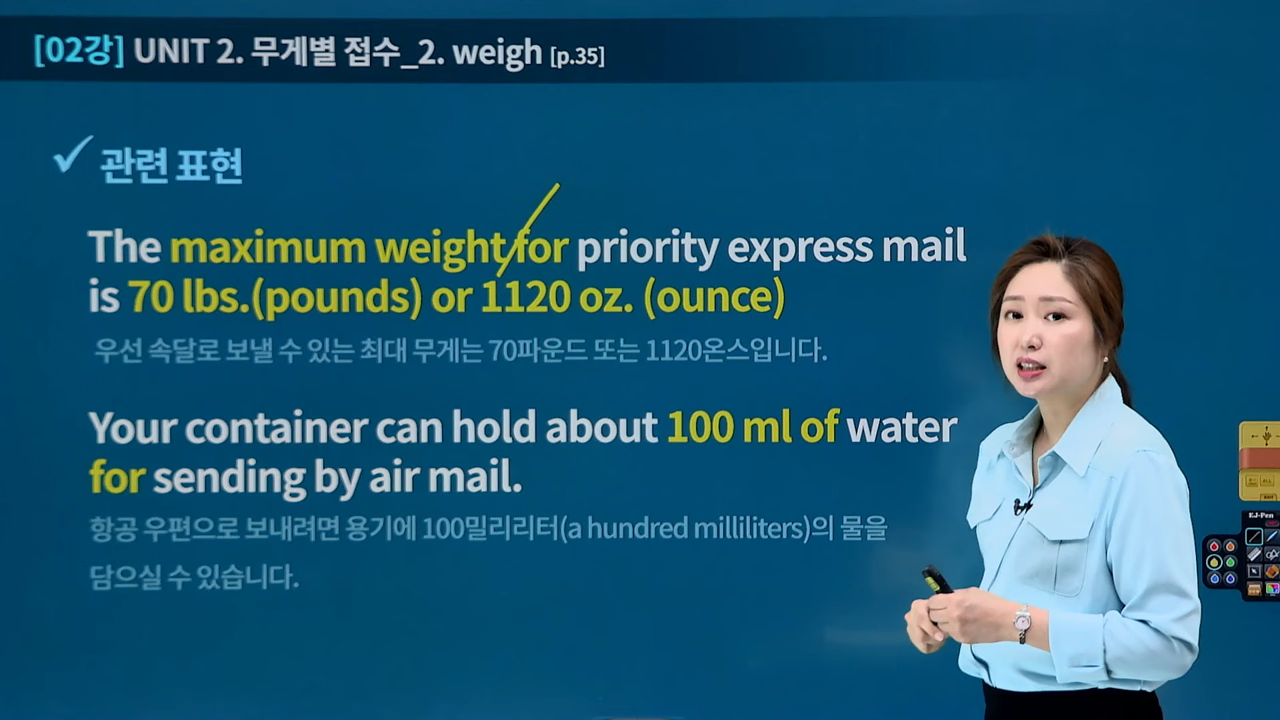 [02강] UNIT 2. 무게별 접수_2. weigh [p.35]
관련 표현
The maximum weight for priority express mail
is 70 lbs.(pounds) or 1120 oz. (ounce)
우선 속달로 보낼 수 있는 최대 무게는 70파운드 또는 1120온스입니다.
Your container can hold about 100 ml of water
for sending by air mail.
항공 우편으로 보내려면 용기에 100밀리리터(a hundred milliliters)의 물을
담으실 수 있습니다.
ALL
EXIT
EJ-Pen